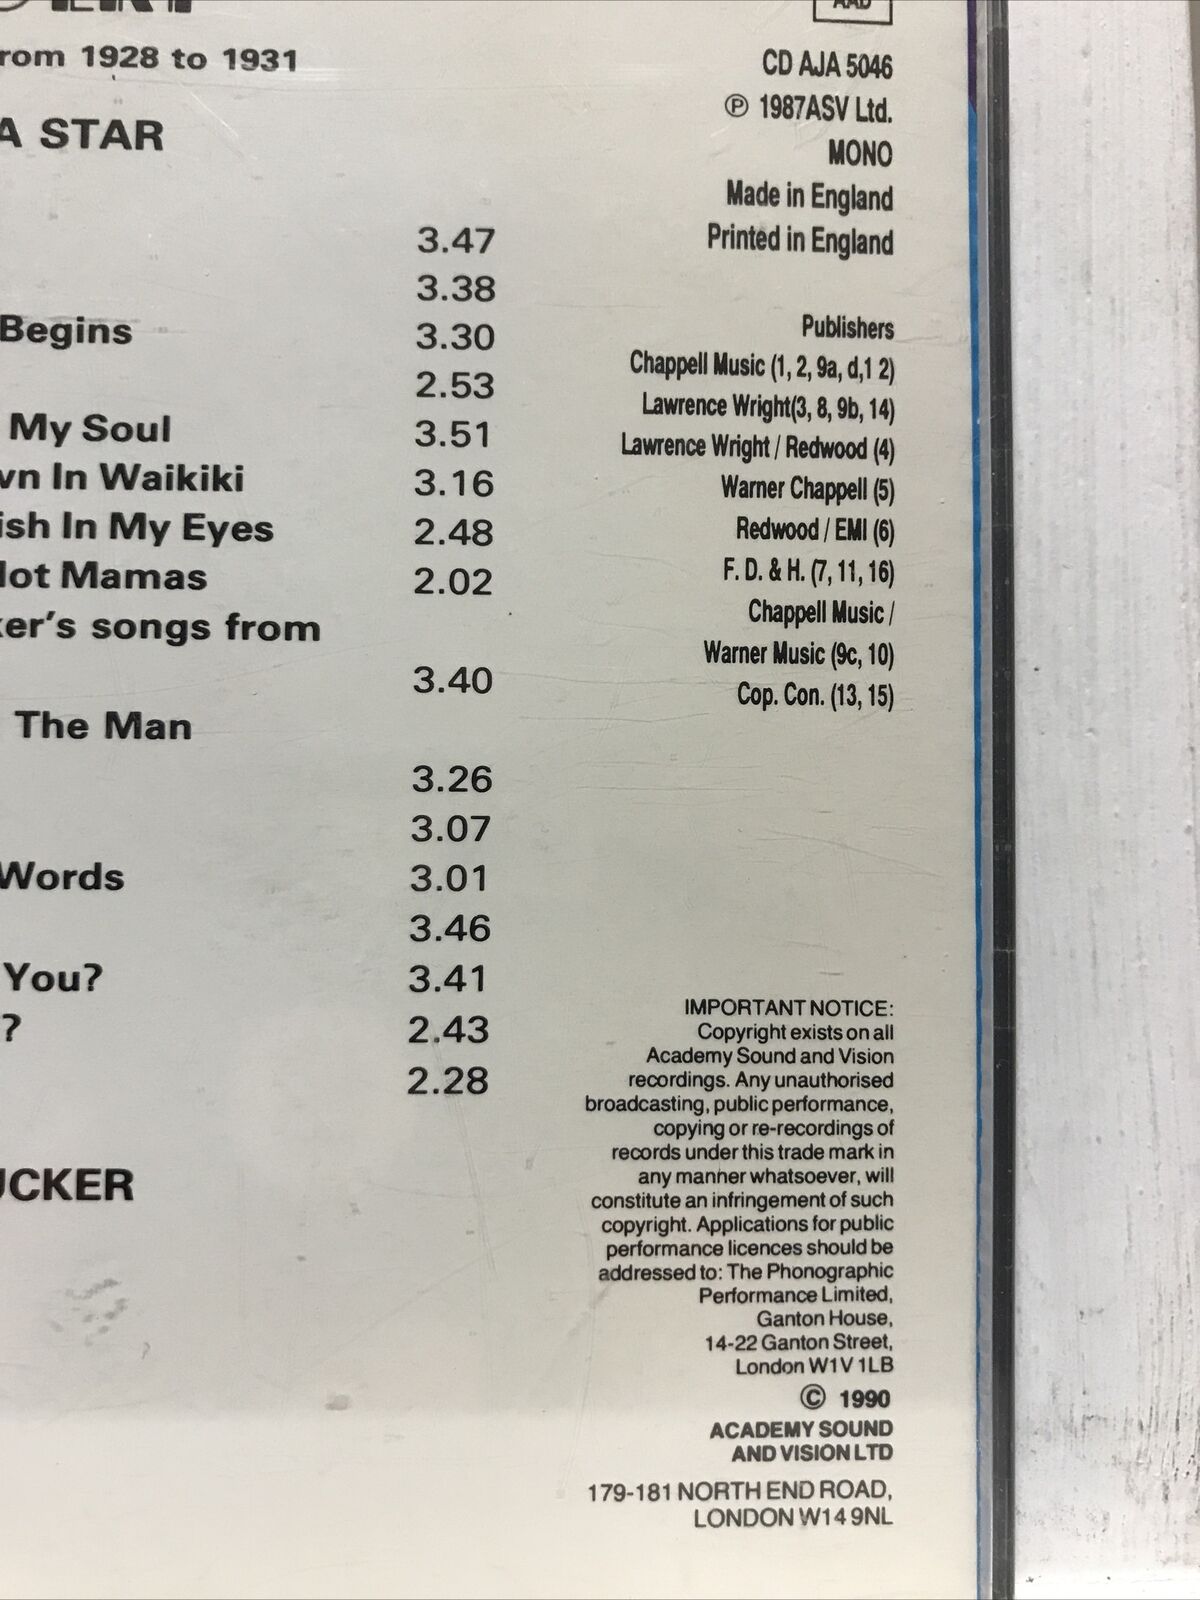 rom 1928 to 1931
A STAR
3.47
3.38
Begins 3.30
2.53
My Soul 3.51
vn In Waikiki 3.16
ish In My Eyes 2.48
lot Mamas 2.02
ker's songs from
3.40
The Man
3.26
3.07
Words 3.01
3.46
You? 3.41
? 2.43
2.28
UCKER
AAD
CD AJA 5046
℗ 1987ASV Ltd.
MONO
Made in England
Printed in England
Publishers
Chappell Music (1, 2, 9a, d,1 2)
Lawrence Wright(3, 8, 9b, 14)
Lawrence Wright / Redwood (4)
Warner Chappell (5)
Redwood / EMI (6)
F. D. & H. (7, 11, 16)
Chappell Music /
Warner Music (9c, 10)
Cop. Con. (13, 15)
IMPORTANT NOTICE:
Copyright exists on all
Academy Sound and Vision
recordings. Any unauthorised
broadcasting, public performance,
copying or re-recordings of
records under this trade mark in
any manner whatsoever, will
constitute an infringement of such
copyright. Applications for public
performance licences should be
addressed to: The Phonographic
Performance Limited,
Ganton House,
14-22 Ganton Street,
London W1V 1LB
© 1990
ACADEMY SOUND
AND VISION LTD
179-181 NORTH END ROAD,
LONDON W14 9NL